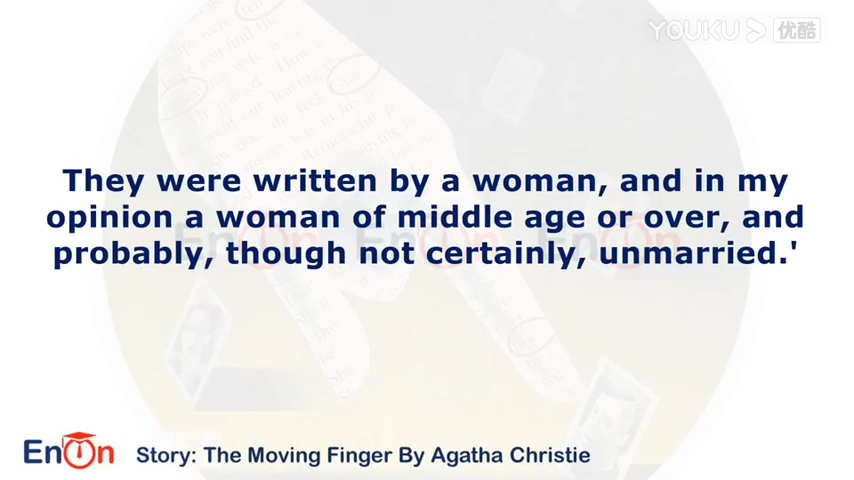 YOUKU 优酷
They were written by a woman, and in my
opinion a woman of middle age or over, and
probably, though not certainly, unmarried.'
EnOn
Story: The Moving Finger By Agatha Christie